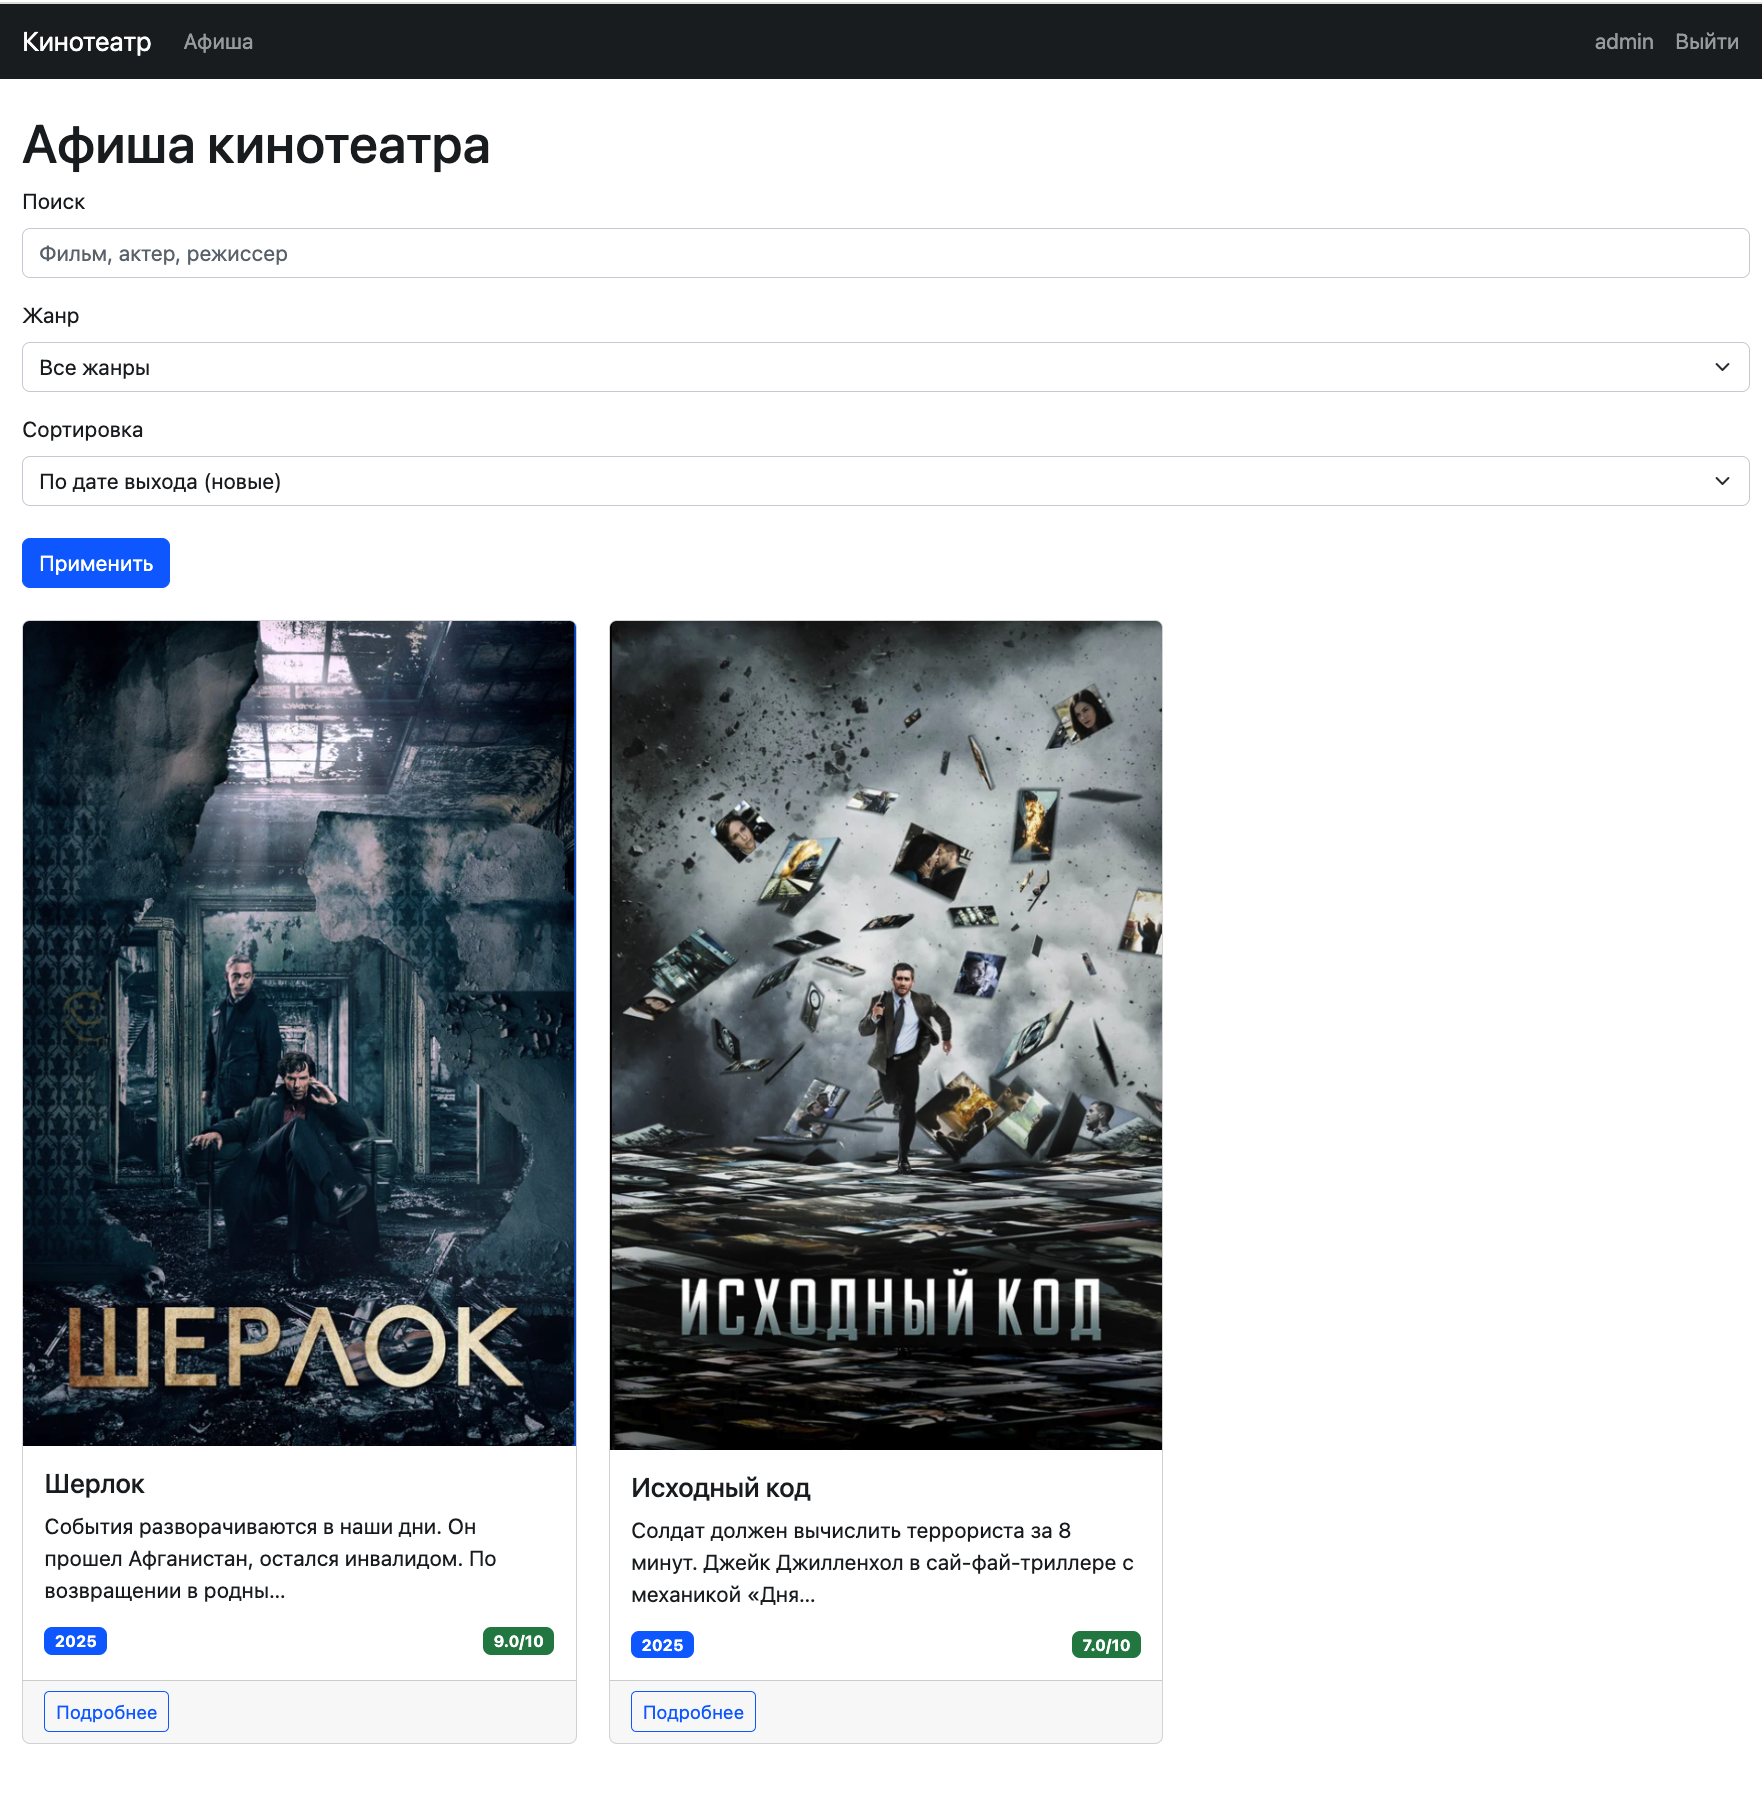 Кинотеатр Афиша admin Выйти
Афиша кинотеатра
Поиск
Фильм, актер, режиссер
Жанр
Все жанры
Сортировка
По дате выхода (новые)
Применить
ШЕРЛОК
Шерлок
События разворачиваются в наши дни. Он
прошел Афганистан, остался инвалидом. По
возвращении в родны...
2025 9.0/10
Подробнее
ИСХОДНЫЙ КОД
Исходный код
Солдат должен вычислить террориста за 8
минут. Джейк Джилленхол в сай-фай-триллере с
механикой «Дня...
2025 7.0/10
Подробнее